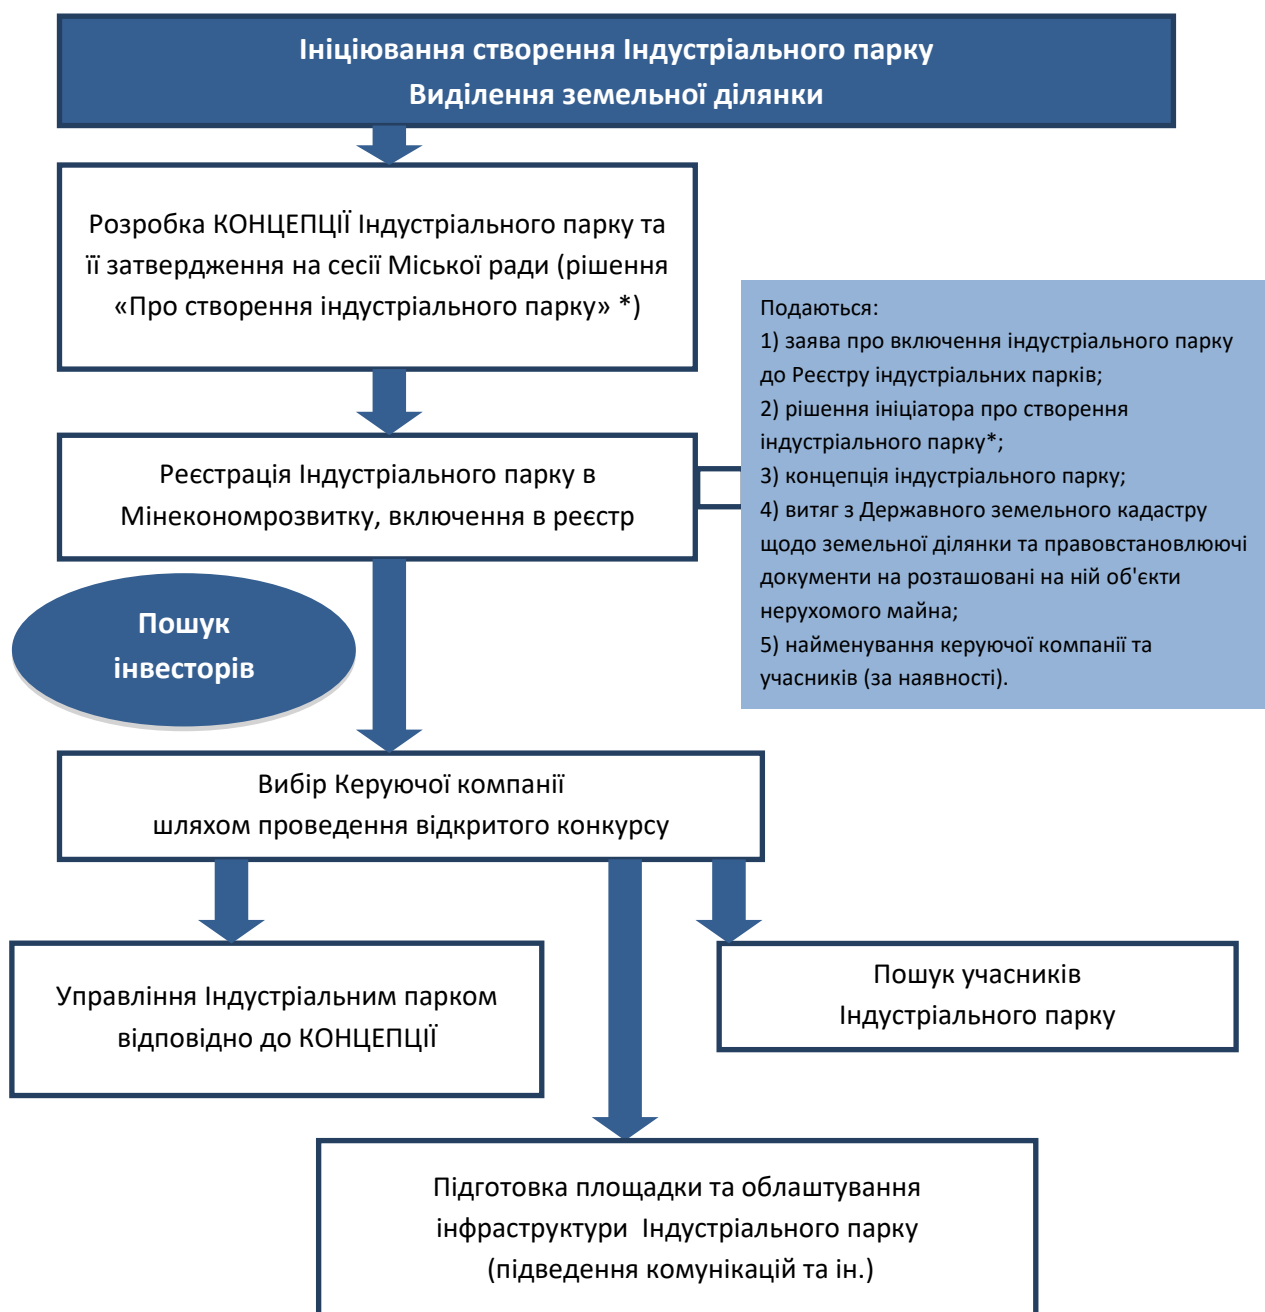 Ініціювання створення Індустріального парку
Виділення земельної ділянки
Розробка КОНЦЕПЦІЇ Індустріального парку та
її затвердження на сесії Міської ради (рішення
«Про створення індустріального парку» *)
Подаються:
1) заява про включення індустріального парку
до Реєстру індустріальних парків;
2) рішення ініціатора про створення
індустріального парку*;
3) концепція індустріального парку;
4) витяг з Державного земельного кадастру
щодо земельної ділянки та правовстановлюючі
документи на розташовані на ній об'єкти
нерухомого майна;
5) найменування керуючої компанії та
учасників (за наявності).
Реєстрація Індустріального парку в
Мінекономрозвитку, включення в реєстр
Пошук
інвесторів
Вибір Керуючої компанії
шляхом проведення відкритого конкурсу
Управління Індустріальним парком
відповідно до КОНЦЕПЦІЇ
Пошук учасників
Індустріального парку
Підготовка площадки та облаштування
інфраструктури Індустріального парку
(підведення комунікацій та ін.)